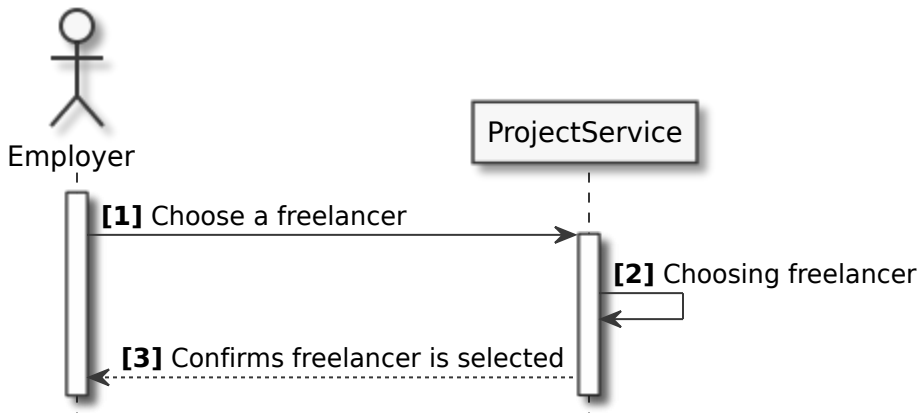 Employer
ProjectService
[1] Choose a freelancer
[2] Choosing freelancer
[3] Confirms freelancer is selected